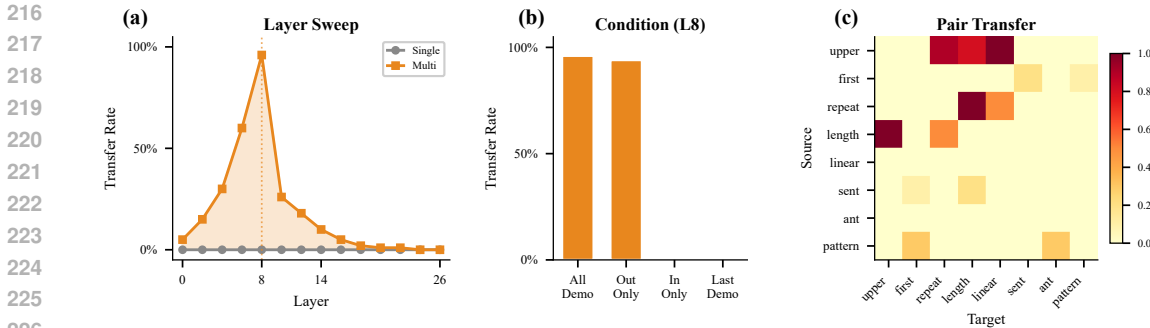 216
217
218
219
220
221
222
223
224
225
(a) Layer Sweep
100%
50%
0%
Transfer Rate
Single
Multi
0 8 14 26
Layer
(b) Condition (L8)
100%
50%
0%
Transfer Rate
All Demo
Out Only
In Only
Last Demo
(c) Pair Transfer
Source
upper
first
repeat
length
linear
sent
ant
pattern
upper first repeat length linear sent ant pattern
Target
1.0
0.8
0.6
0.4
0.2
0.0